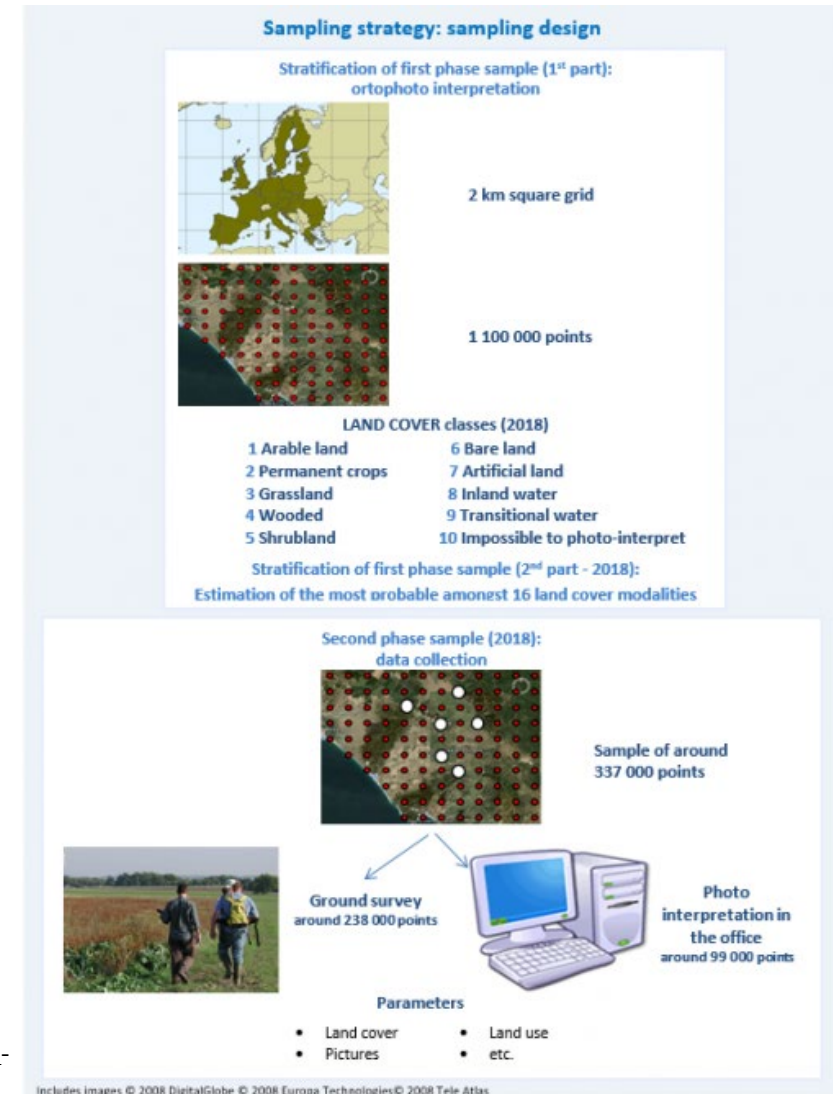 Sampling strategy: sampling design
Stratification of first phase sample (1st part):
ortophoto interpretation
2 km square grid
1 100 000 points
LAND COVER classes (2018)
1 Arable land
2 Permanent crops
3 Grassland
4 Wooded
5 Shrubland
6 Bare land
7 Artificial land
8 Inland water
9 Transitional water
10 Impossible to photo-interpret
Stratification of first phase sample (2nd part - 2018):
Estimation of the most probable amongst 16 land cover modalities
Second phase sample (2018):
data collection
Sample of around
337 000 points
Ground survey
around 238 000 points
Photo
interpretation in
the office
around 99 000 points
Parameters
• Land cover
• Pictures
• Land use
• etc.
-
Includes images © 2008 DigitalGlobe © 2008 Europa Technologies© 2008 Tele Atlas